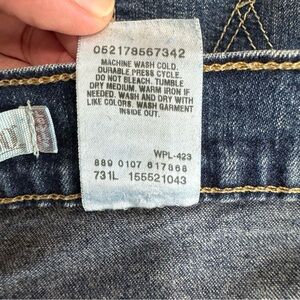 052178567342
MACHINE WASH COLD.
DURABLE PRESS CYCLE.
DO NOT BLEACH. TUMBLE
DRY MEDIUM. WARM IRON IF
NEEDED. WASH AND DRY WITH
LIKE COLORS. WASH GARMENT
INSIDE OUT.
WPL-423
889 0107 617868
731L 155521043